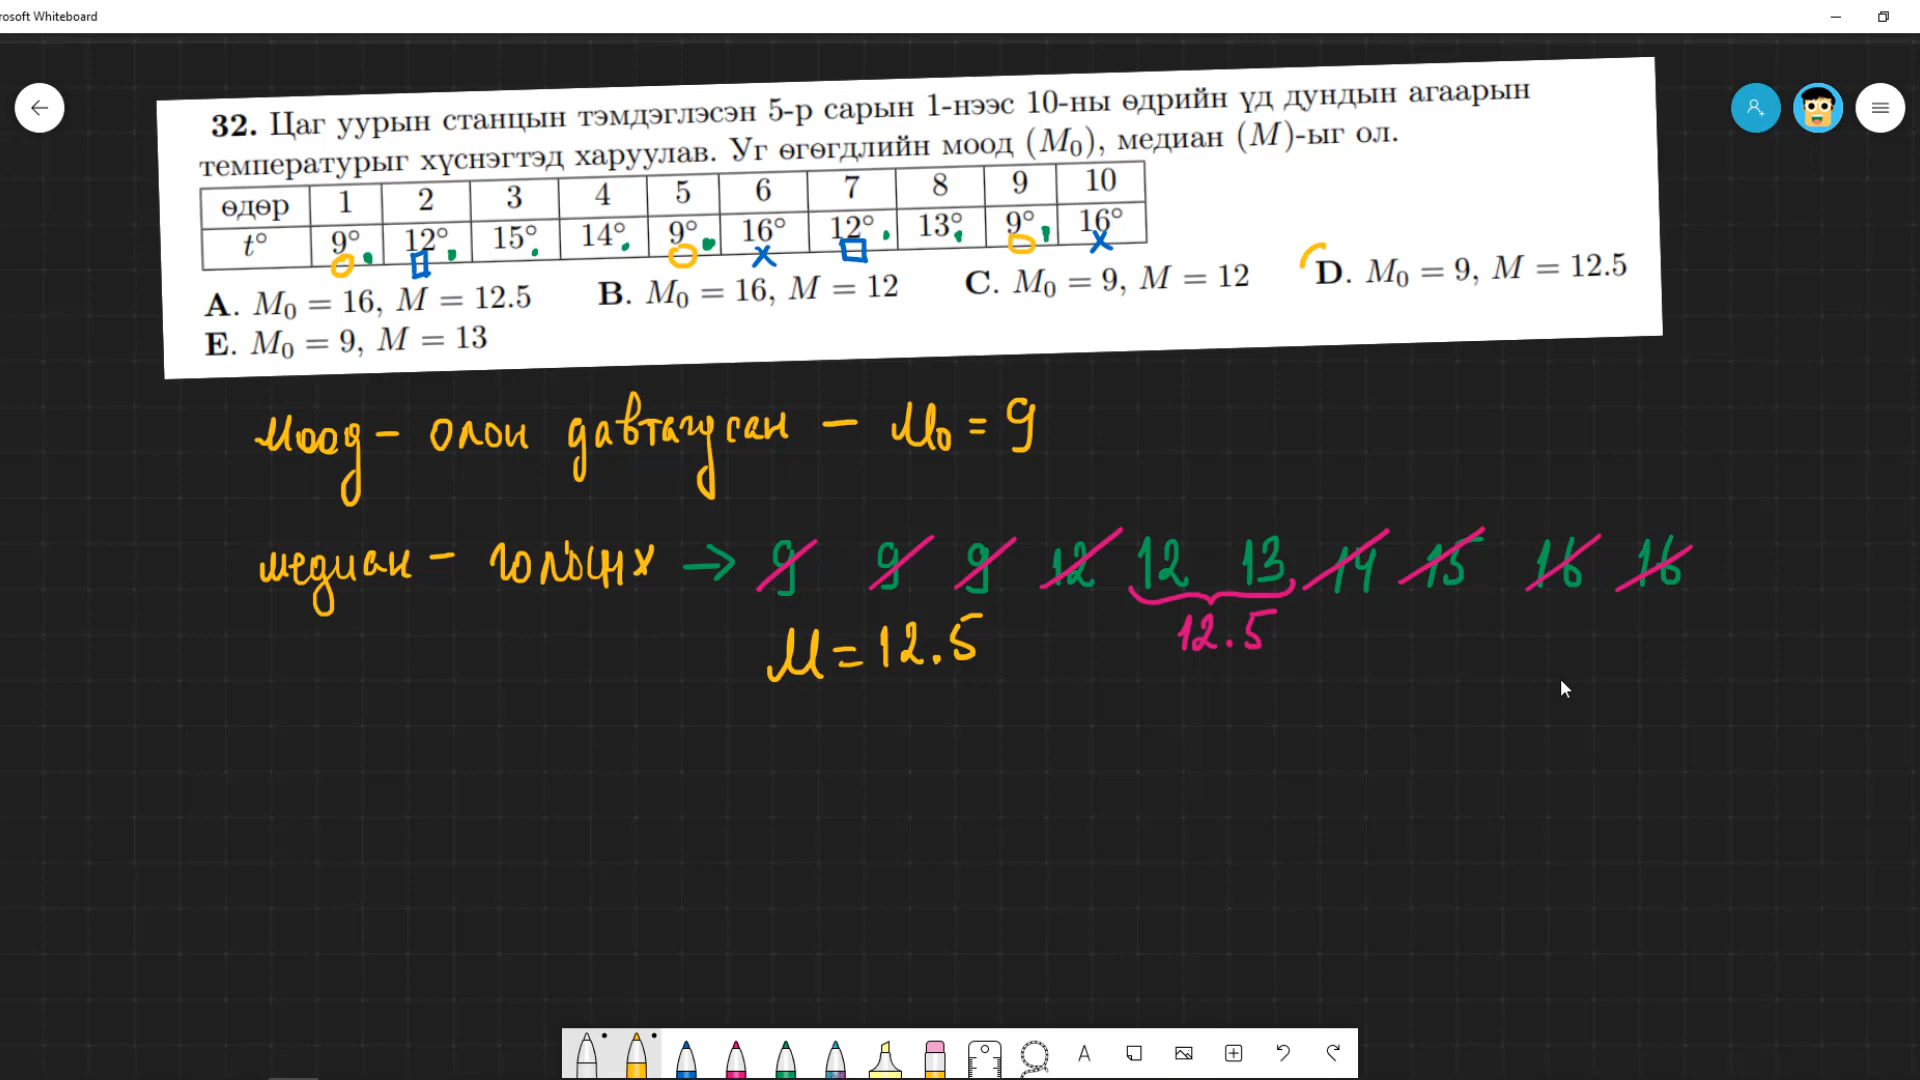 rosoft Whiteboard
32. Цаг уурын станцын тэмдэглэсэн 5-р сарын 1-нээс 10-ны өдрийн үд дундын агаарын
температурыг хүснэгтэд харуулав. Уг өгөгдлийн моод (M₀), медиан (M)-ыг ол.
өдөр 1 2 3 4 5 6 7 8 9 10
t° 9° 12° 15° 14° 9° 16° 12° 13° 9° 16°
A. M₀ = 16, M = 12.5 B. M₀ = 16, M = 12 C. M₀ = 9, M = 12 D. M₀ = 9, M = 12.5
E. M₀ = 9, M = 13
моод – олон давтагдсан – M₀ = 9
медиан – голынх → 9 9 9 12 12 13 14 15 16 16
12.5
M = 12.5